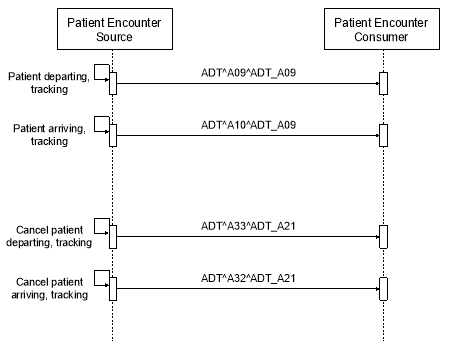 Patient Encounter
Source
Patient Encounter
Consumer
Patient departing,
tracking
ADT^A09^ADT_A09
Patient arriving,
tracking
ADT^A10^ADT_A09
Cancel patient
departing, tracking
ADT^A33^ADT_A21
Cancel patient
arriving, tracking
ADT^A32^ADT_A21